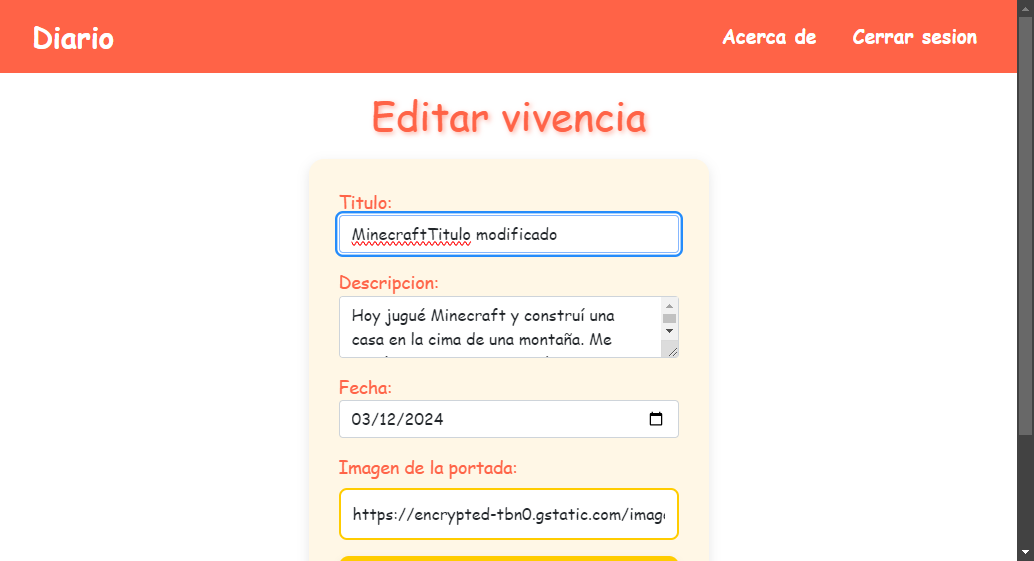 Diario
Acerca de
Cerrar sesion
Editar vivencia
Titulo:
MinecraftTitulo modificado
Descripcion:
Hoy jugué Minecraft y construí una
casa en la cima de una montaña. Me
Fecha:
03/12/2024
Imagen de la portada:
https://encrypted-tbn0.gstatic.com/imag